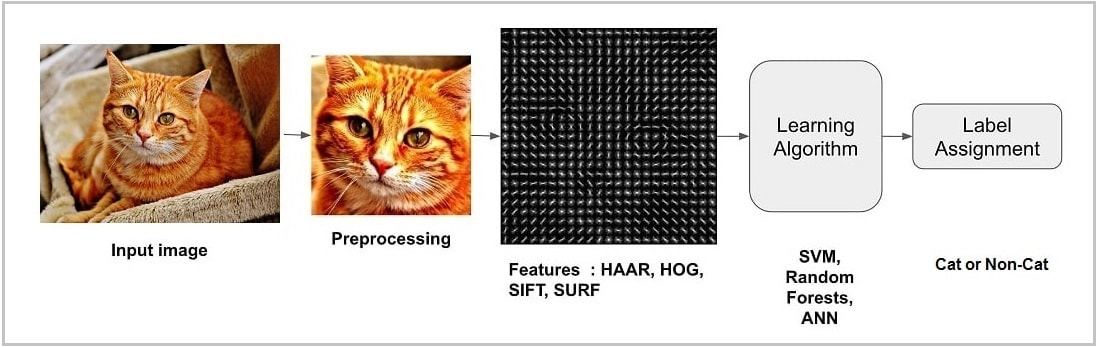 Input image
Preprocessing
Features : HAAR, HOG,
SIFT, SURF
Learning
Algorithm
SVM,
Random
Forests,
ANN
Label
Assignment
Cat or Non-Cat